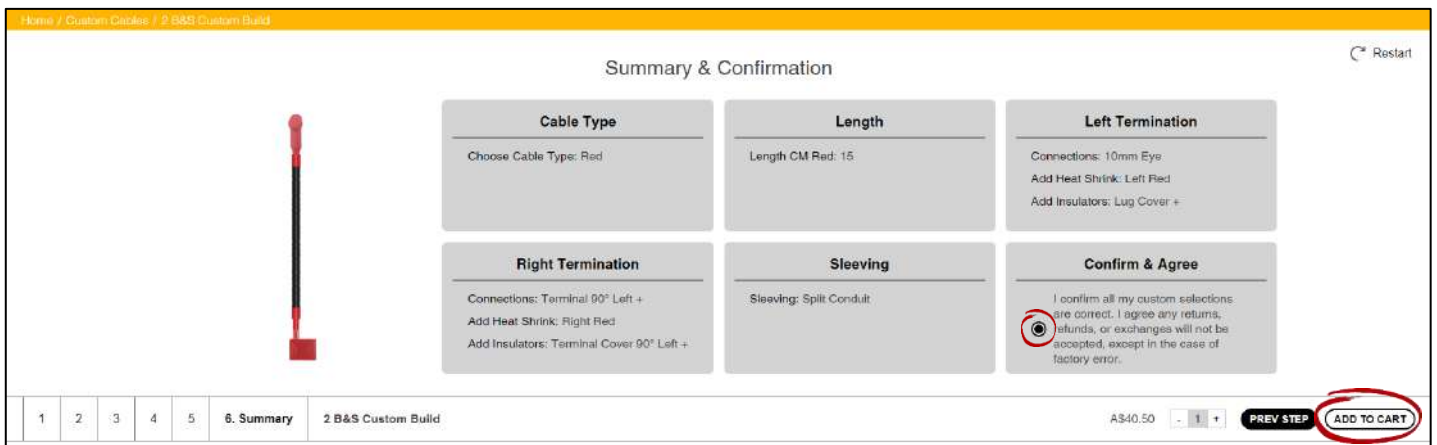 Home / Custom Cables / 2 B&S Custom Build
Restart
Summary & Confirmation
Cable Type
Choose Cable Type: Red
Length
Length CM Red: 15
Left Termination
Connections: 10mm Eye
Add Heat Shrink: Left Red
Add Insulators: Lug Cover +
Right Termination
Connections: Terminal 90° Left +
Add Heat Shrink: Right Red
Add Insulators: Terminal Cover 90° Left +
Sleeving
Sleeving: Split Conduit
Confirm & Agree
I confirm all my custom selections
are correct. I agree any returns,
refunds, or exchanges will not be
accepted, except in the case of
factory error.
1 2 3 4 5 6. Summary 2 B&S Custom Build A$40.50 - 1 + PREV STEP ADD TO CART